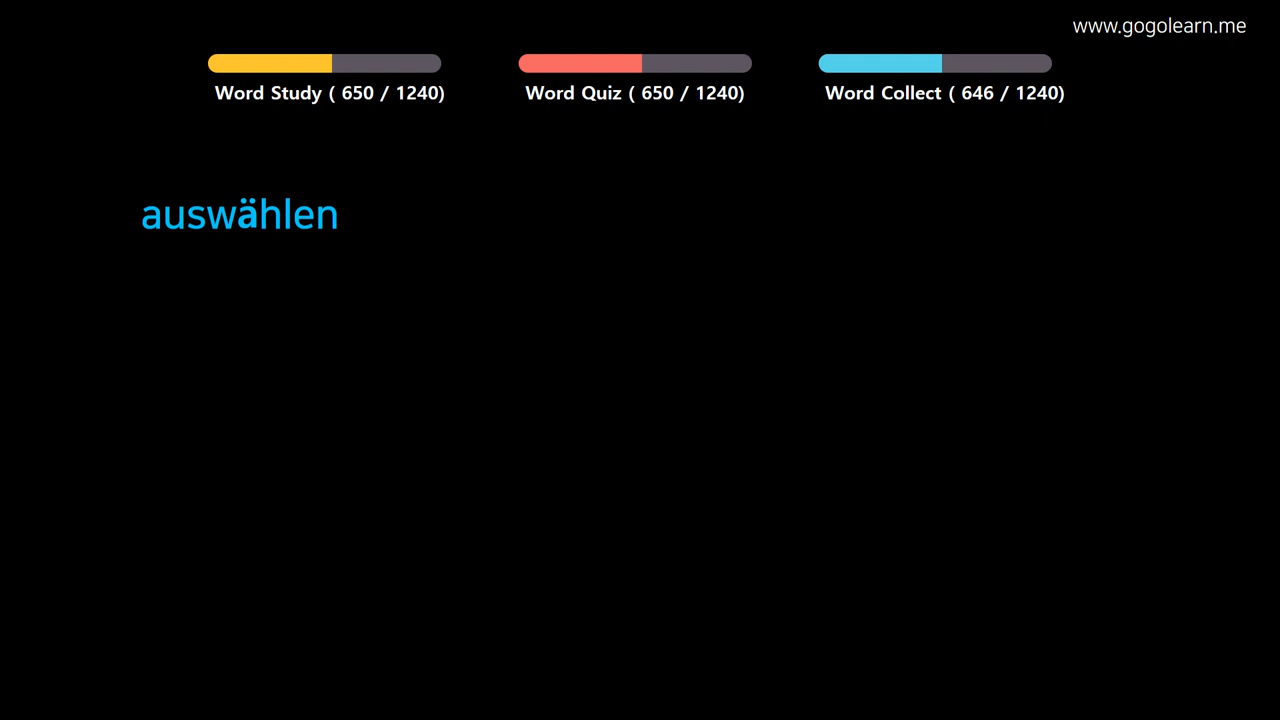 www.gogolearn.me
Word Study ( 650 / 1240)
Word Quiz ( 650 / 1240)
Word Collect ( 646 / 1240)
auswählen